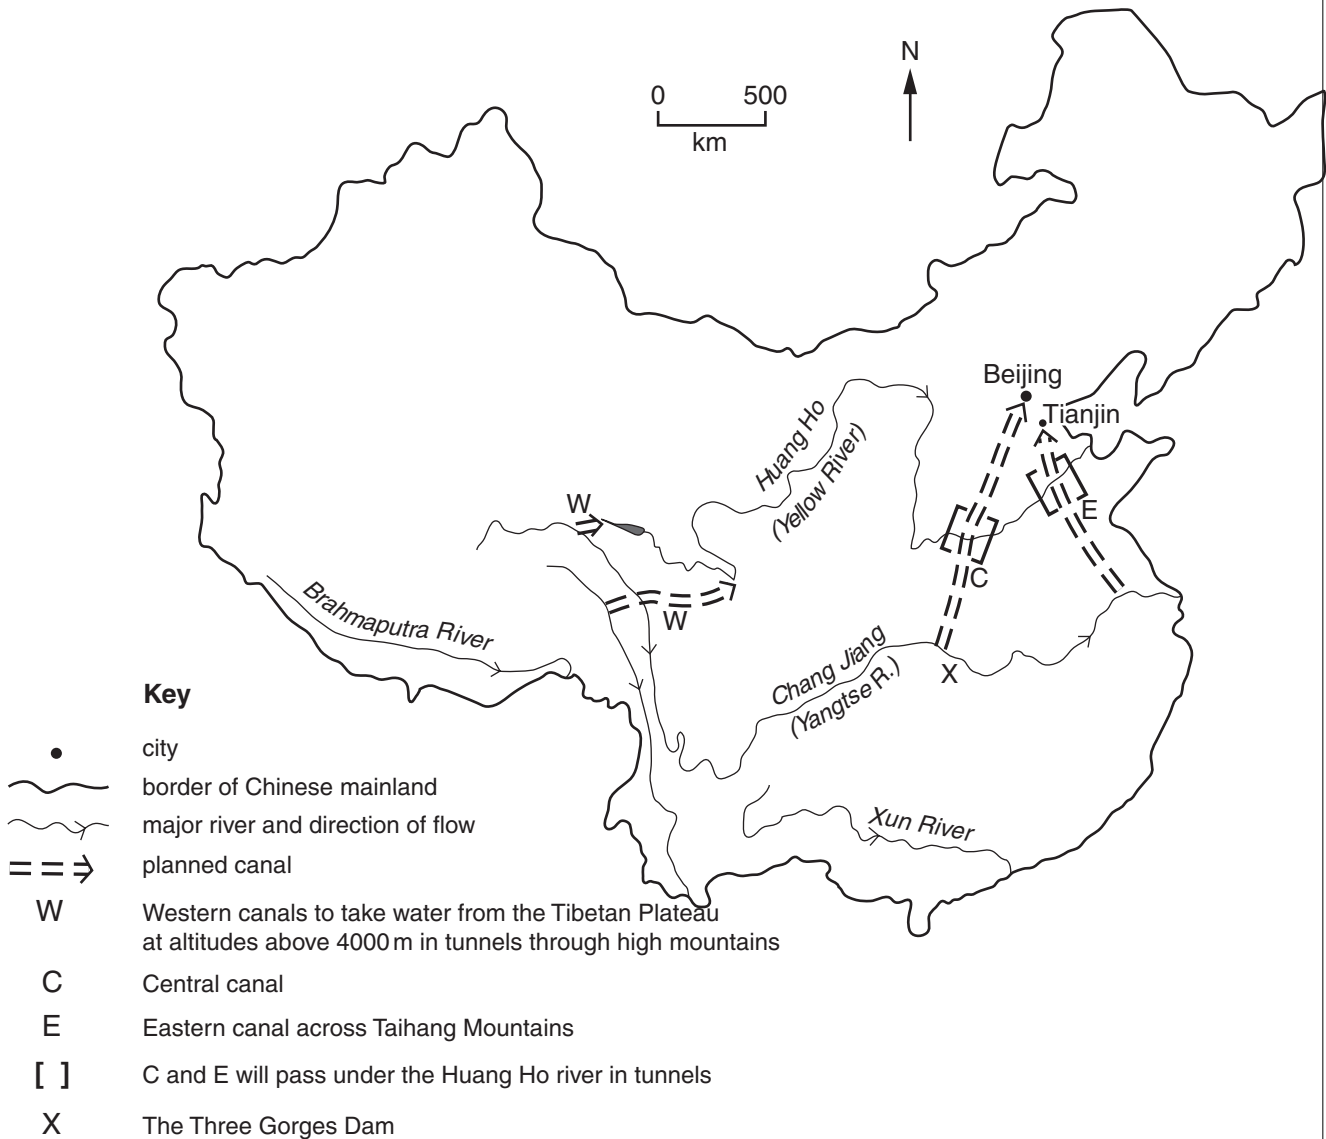 N
0 500
km
Beijing
Tianjin
Huang Ho
(Yellow River)
W
E
C
W
Brahmaputra River
Chang Jiang
(Yangtse R.)
X
Xun River
Key
city
border of Chinese mainland
major river and direction of flow
planned canal
W Western canals to take water from the Tibetan Plateau
at altitudes above 4000 m in tunnels through high mountains
C Central canal
E Eastern canal across Taihang Mountains
[ ] C and E will pass under the Huang Ho river in tunnels
X The Three Gorges Dam